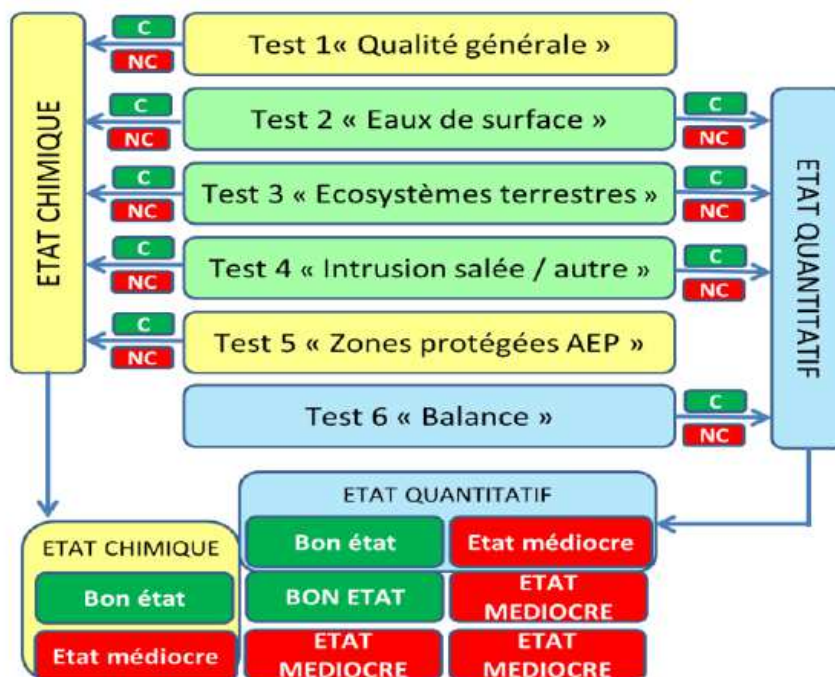 C
NC
Test 1« Qualité générale »
C
NC
Test 2 « Eaux de surface »
C
NC
C
NC
Test 3 « Ecosystèmes terrestres »
C
NC
C
NC
Test 4 « Intrusion salée / autre »
C
NC
C
NC
Test 5 « Zones protégées AEP »
Test 6 « Balance »
C
NC
ETAT CHIMIQUE
ETAT QUANTITATIF
ETAT QUANTITATIF
ETAT CHIMIQUE
Bon état
Etat médiocre
Bon état
BON ETAT
ETAT
MEDIOCRE
Etat médiocre
ETAT
MEDIOCRE
ETAT
MEDIOCRE